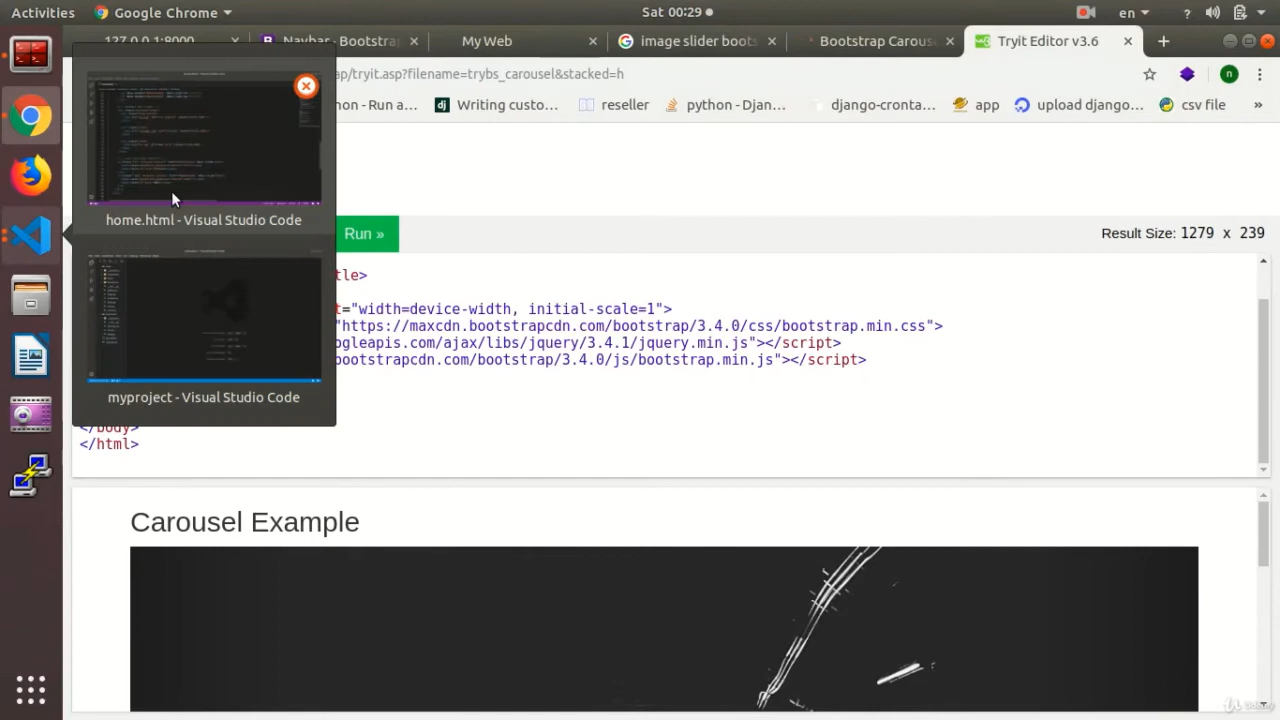 Activities
Google Chrome
Sat 00:29
en
?
127.0.0.1:8000
Navbar · Bootstrap
My Web
image slider bo
Bootstrap Carous
Tryit Editor v3.6
ap/tryit.asp?filename=trybs_carousel&stacked=h
n
hon - Run a...
Writing custo...
reseller
python - Djan...
django-cronta...
app
upload django...
csv file
»
home.html - Visual Studio Code
Run »
Result Size: 1279 x 239
tle>
t="width=device-width, initial-scale=1">
"https://maxcdn.bootstrapcdn.com/bootstrap/3.4.0/css/bootstrap.min.css">
ogleapis.com/ajax/libs/jquery/3.4.1/jquery.min.js"></script>
bootstrapcdn.com/bootstrap/3.4.0/js/bootstrap.min.js"></script>
myproject - Visual Studio Code
</body>
</html>
Carousel Example
Udemy